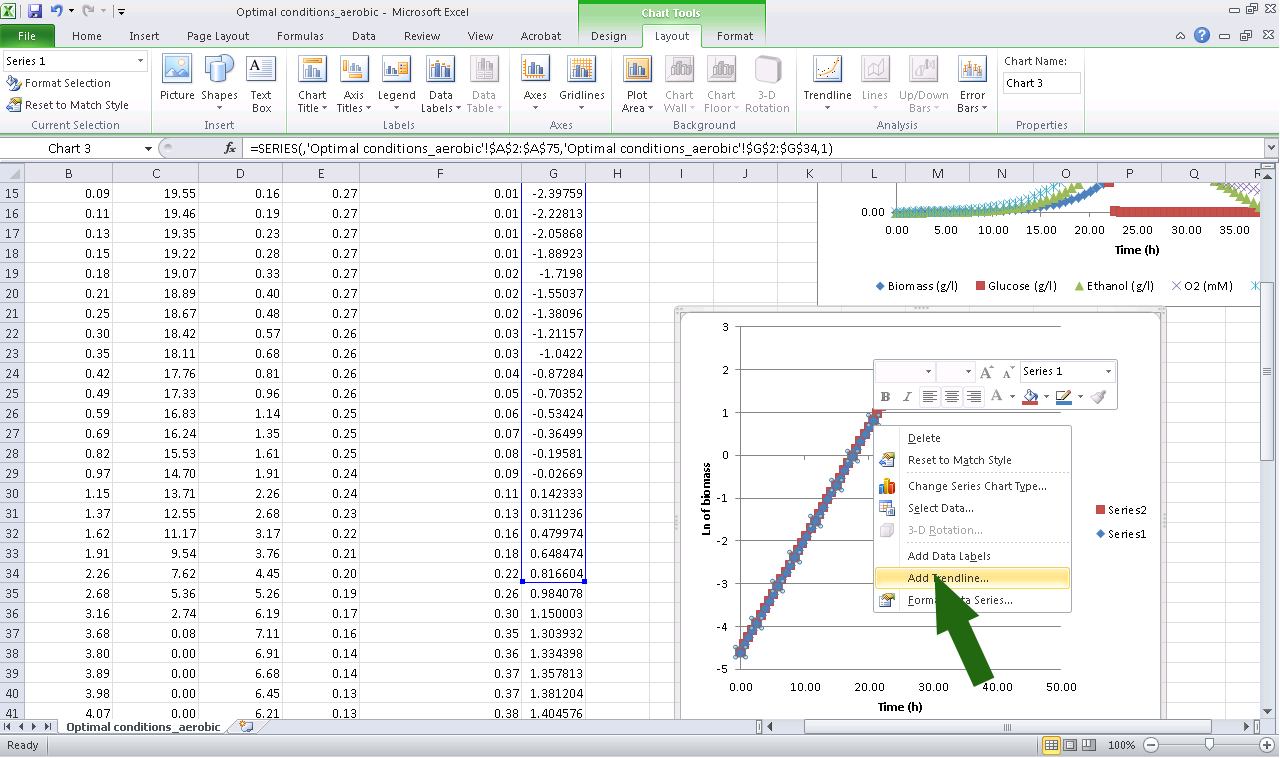 Optimal conditions_aerobic - Microsoft Excel
Chart Tools
File Home Insert Page Layout Formulas Data Review View Acrobat Design Layout Format
Series 1
Format Selection
Reset to Match Style
Current Selection
Picture Shapes Text Box
Insert
Chart Title Axis Titles Legend Data Labels Data Table
Labels
Axes Gridlines
Axes
Plot Area Chart Wall Chart Floor 3-D Rotation
Background
Trendline Lines Up/Down Bars Error Bars
Analysis
Chart Name:
Chart 3
Properties
Chart 3 fx =SERIES(,'Optimal conditions_aerobic'!$A$2:$A$75,'Optimal conditions_aerobic'!$G$2:$G$34,1)
B C D E F G H I J K L M N O P Q R
15 0.09 19.55 0.16 0.27 0.01 -2.39759
16 0.11 19.46 0.19 0.27 0.01 -2.22813
17 0.13 19.35 0.23 0.27 0.01 -2.05868
18 0.15 19.22 0.28 0.27 0.01 -1.88923
19 0.18 19.07 0.33 0.27 0.02 -1.7198
20 0.21 18.89 0.40 0.27 0.02 -1.55037
21 0.25 18.67 0.48 0.27 0.02 -1.38096
22 0.30 18.42 0.57 0.26 0.03 -1.21157
23 0.35 18.11 0.68 0.26 0.03 -1.0422
24 0.42 17.76 0.81 0.26 0.04 -0.87284
25 0.49 17.33 0.96 0.26 0.05 -0.70352
26 0.59 16.83 1.14 0.25 0.06 -0.53424
27 0.69 16.24 1.35 0.25 0.07 -0.36499
28 0.82 15.53 1.61 0.25 0.08 -0.19581
29 0.97 14.70 1.91 0.24 0.09 -0.02669
30 1.15 13.71 2.26 0.24 0.11 0.142333
31 1.37 12.55 2.68 0.23 0.13 0.311236
32 1.62 11.17 3.17 0.22 0.16 0.479974
33 1.91 9.54 3.76 0.21 0.18 0.648474
34 2.26 7.62 4.45 0.20 0.22 0.816604
35 2.68 5.36 5.26 0.19 0.26 0.984078
36 3.16 2.74 6.19 0.17 0.30 1.150003
37 3.68 0.08 7.11 0.16 0.35 1.303932
38 3.80 0.00 6.91 0.14 0.36 1.334398
39 3.89 0.00 6.68 0.14 0.37 1.357813
40 3.98 0.00 6.45 0.13 0.37 1.381204
41 4.07 0.00 6.21 0.13 0.38 1.404576
0.00
0.00 5.00 10.00 15.00 20.00 25.00 30.00 35.00
Time (h)
Biomass (g/l) Glucose (g/l) Ethanol (g/l) O2 (mM)
3
2
1
0
-1
-2
-3
-4
-5
Ln of biomass
0.00 10.00 20.00 30.00 40.00 50.00
Time (h)
Series2
Series1
Series 1
B I A
Delete
Reset to Match Style
Change Series Chart Type...
Select Data...
3-D Rotation...
Add Data Labels
Add Trendline...
Format Data Series...
Optimal conditions_aerobic
Ready
100%